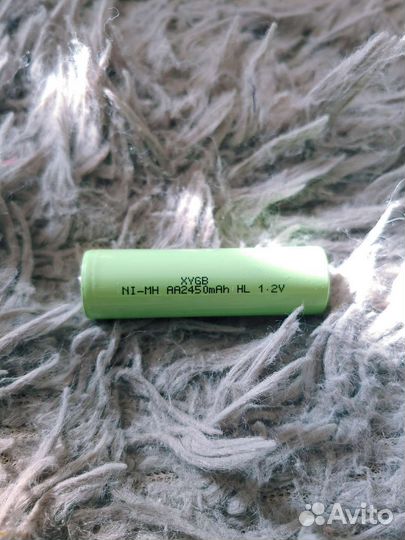 XYGB
NI-MH AA2450mAh HL 1.2V
Avito